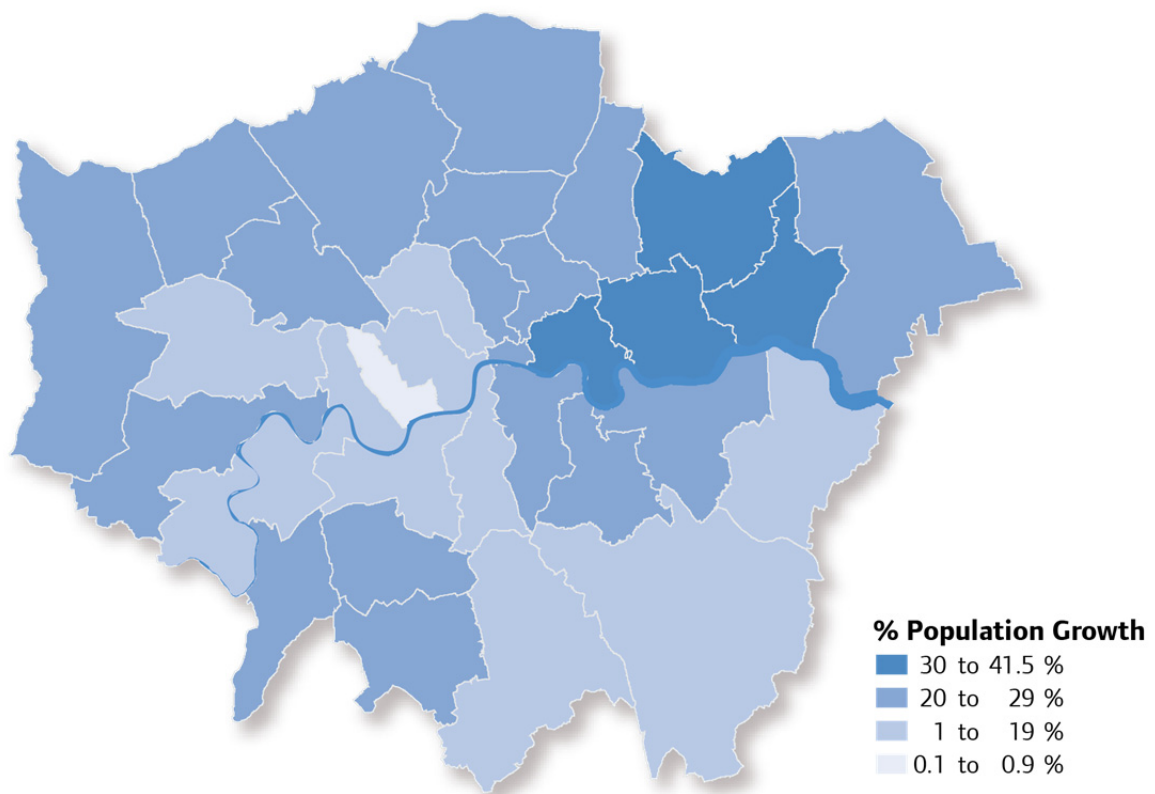 % Population Growth
30 to 41.5 %
20 to 29 %
1 to 19 %
0.1 to 0.9 %